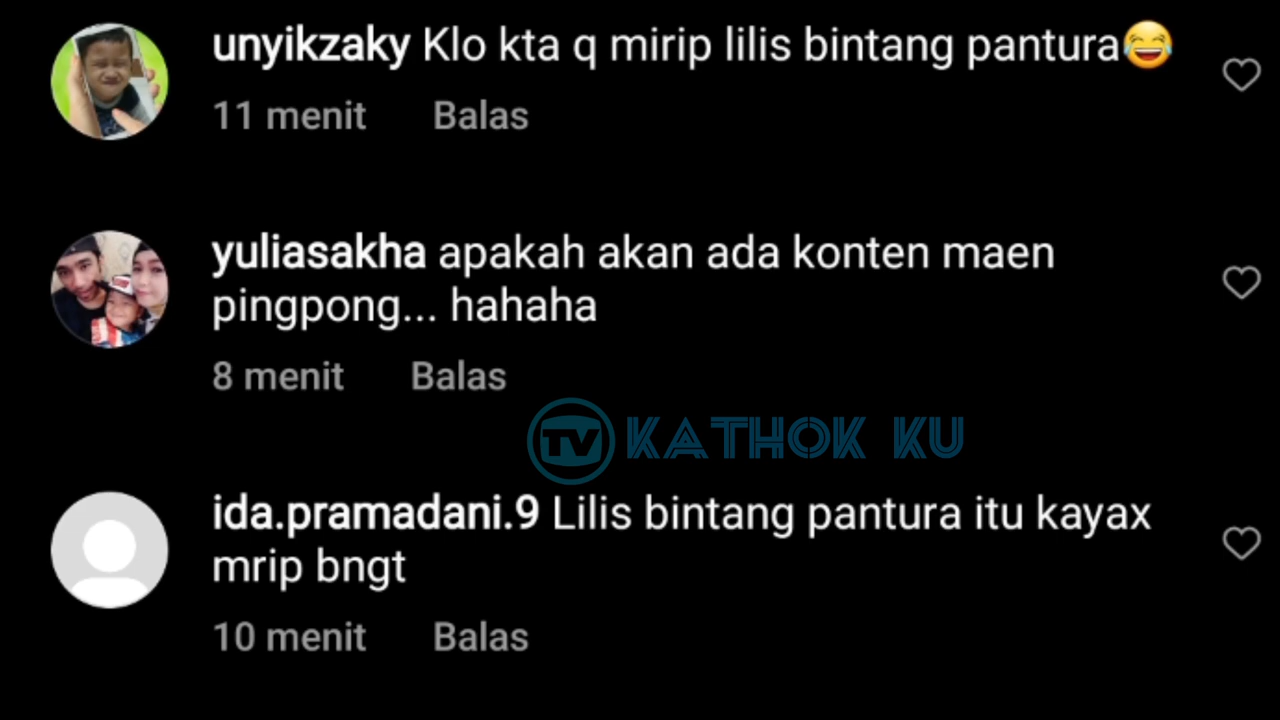 unyikzaky Klo kta q mirip lilis bintang pantura😂
11 menit Balas
yuliasakha apakah akan ada konten maen
pingpong... hahaha
8 menit Balas
TV KATHOK KU
ida.pramadani.9 Lilis bintang pantura itu kayax
mrip bngt
10 menit Balas